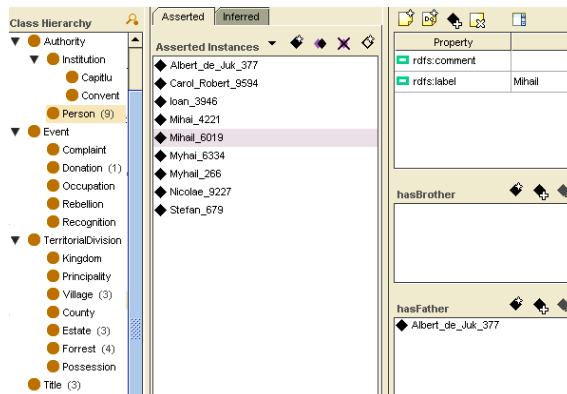 Class Hierarchy
Authority
Institution
Capitlu
Convent
Person (9)
Event
Complaint
Donation (1)
Occupation
Rebellion
Recognition
TerritorialDivision
Kingdom
Principality
Village (3)
County
Estate (3)
Forrest (4)
Possession
Title (3)
Asserted Inferred
Asserted Instances
Albert_de_Juk_377
Carol_Robert_9594
Ioan_3946
Mihai_4221
Mihail_6019
Myhai_6334
Myhail_266
Nicolae_9227
Stefan_679
Property
rdfs:comment
rdfs:label Mihail
hasBrother
hasFather
Albert_de_Juk_377